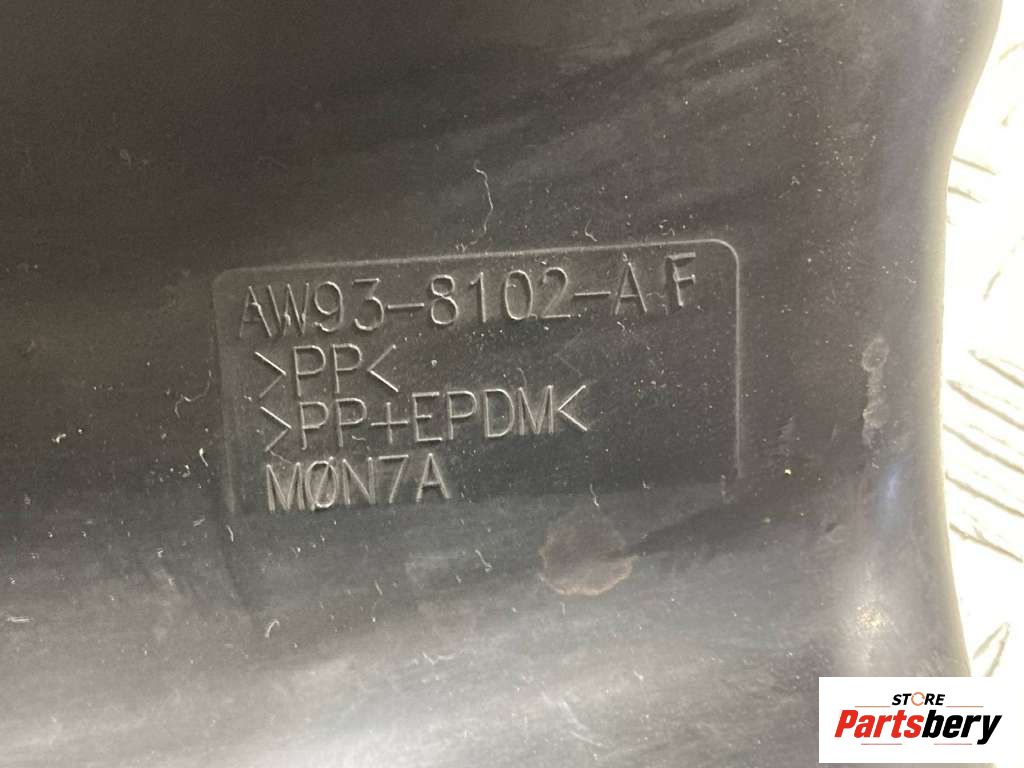 AW93-8102-AF
>PP<
>PP+EPDM<
MØN7A
STORE
Partsbery